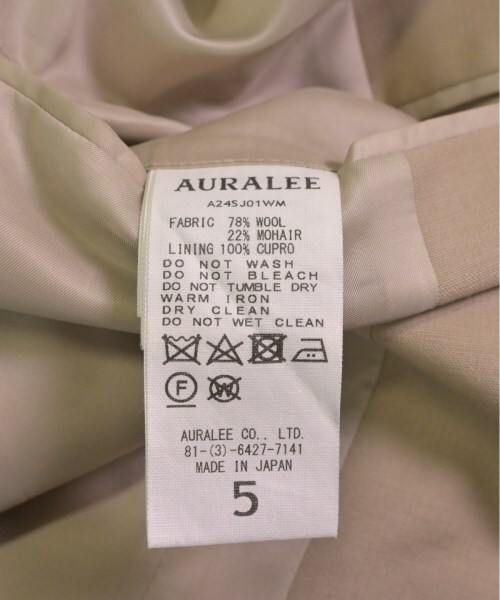 AURALEE
A24SJ01WM
FABRIC 78% WOOL
22% MOHAIR
LINING 100% CUPRO
DO NOT WASH
DO NOT BLEACH
DO NOT TUMBLE DRY
WARM IRON
DRY CLEAN
DO NOT WET CLEAN
F W
AURALEE CO., LTD.
81-(3)-6427-7141
MADE IN JAPAN
5